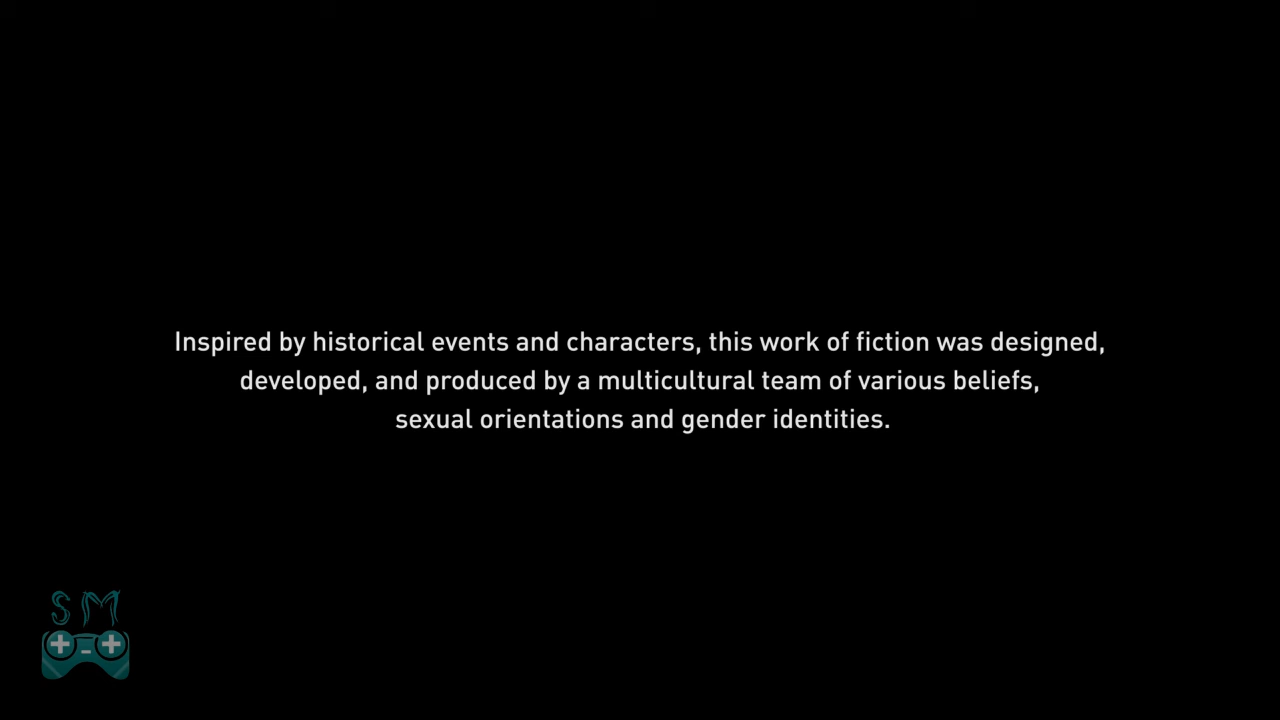 Inspired by historical events and characters, this work of fiction was designed,
developed, and produced by a multicultural team of various beliefs,
sexual orientations and gender identities.
S M